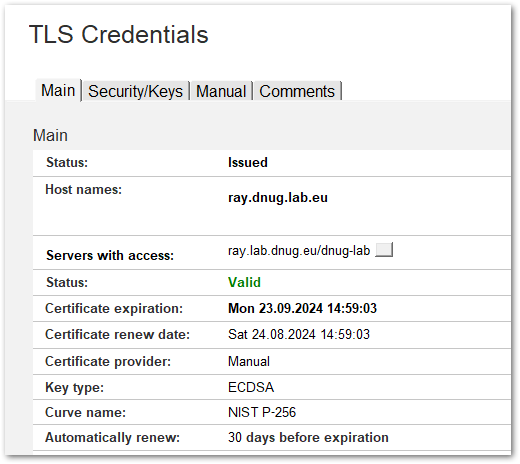 TLS Credentials
Main Security/Keys Manual Comments
Main
Status: Issued
Host names: ray.dnug.lab.eu
Servers with access: ray.lab.dnug.eu/dnug-lab
Status: Valid
Certificate expiration: Mon 23.09.2024 14:59:03
Certificate renew date: Sat 24.08.2024 14:59:03
Certificate provider: Manual
Key type: ECDSA
Curve name: NIST P-256
Automatically renew: 30 days before expiration